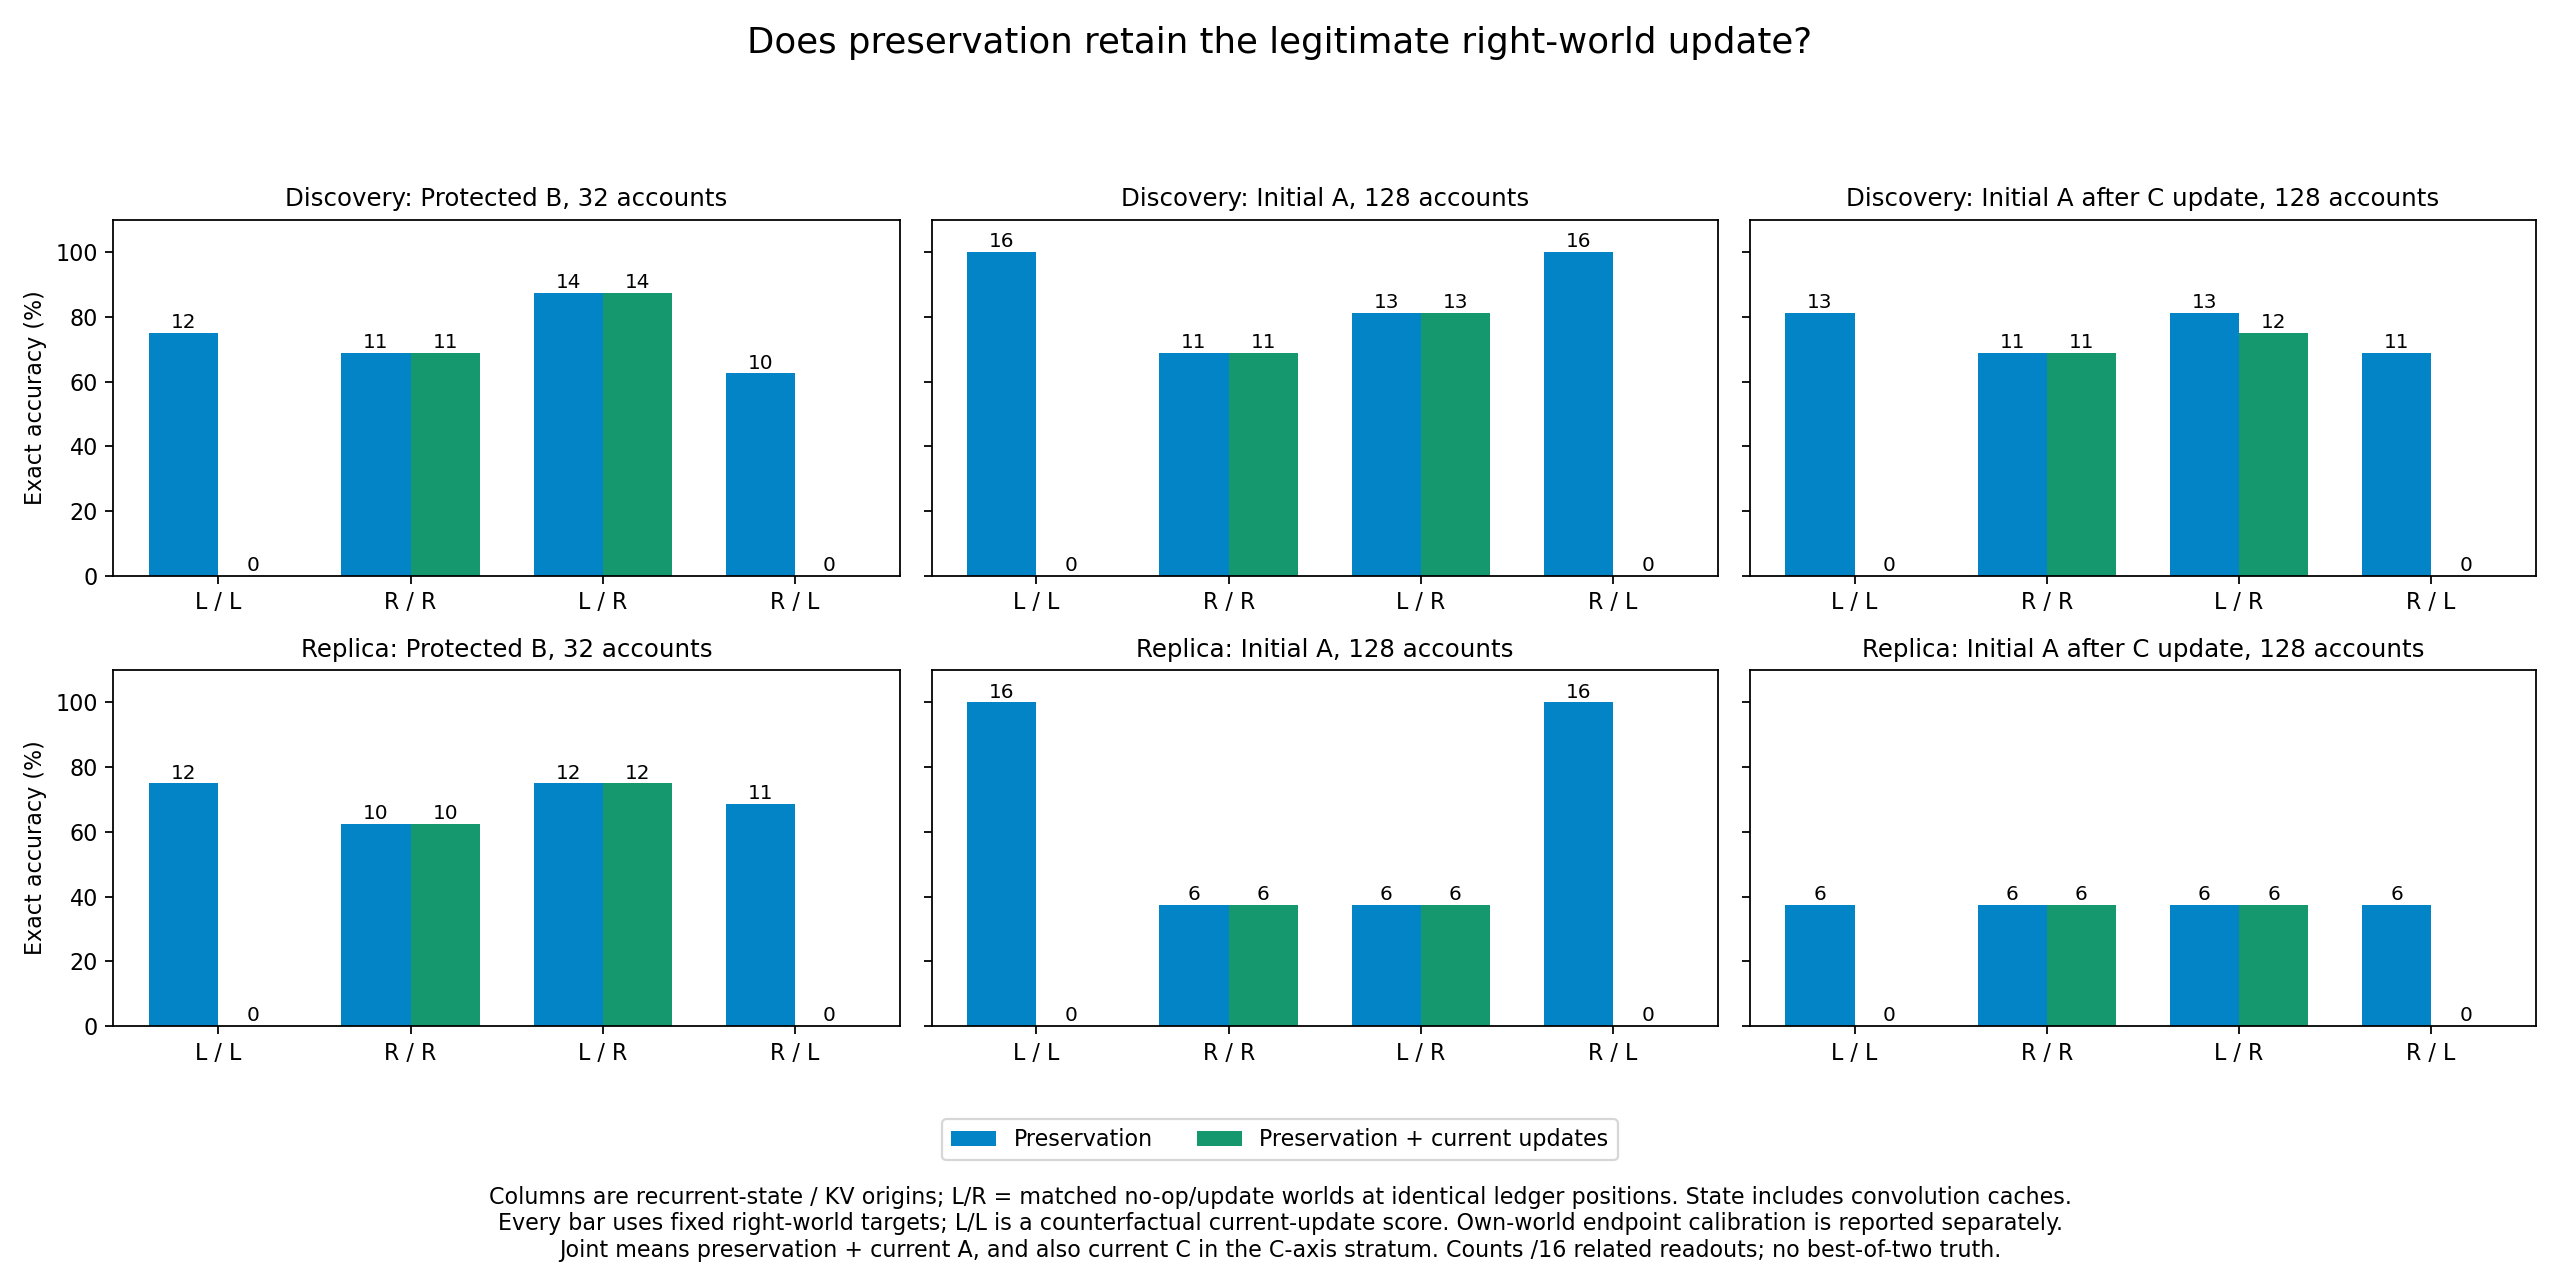 Does preservation retain the legitimate right-world update?
Discovery: Protected B, 32 accounts
Discovery: Initial A, 128 accounts
Discovery: Initial A after C update, 128 accounts
Exact accuracy (%)
100
80
60
40
20
0
12
0
11
11
14
14
10
0
L / L
R / R
L / R
R / L
16
0
11
11
13
13
16
0
L / L
R / R
L / R
R / L
13
0
11
11
13
12
11
0
L / L
R / R
L / R
R / L
Replica: Protected B, 32 accounts
Replica: Initial A, 128 accounts
Replica: Initial A after C update, 128 accounts
Exact accuracy (%)
100
80
60
40
20
0
12
0
10
10
12
12
11
0
L / L
R / R
L / R
R / L
16
0
6
6
6
6
16
0
L / L
R / R
L / R
R / L
6
0
6
6
6
6
6
0
L / L
R / R
L / R
R / L
Preservation
Preservation + current updates
Columns are recurrent-state / KV origins; L/R = matched no-op/update worlds at identical ledger positions. State includes convolution caches.
Every bar uses fixed right-world targets; L/L is a counterfactual current-update score. Own-world endpoint calibration is reported separately.
Joint means preservation + current A, and also current C in the C-axis stratum. Counts /16 related readouts; no best-of-two truth.